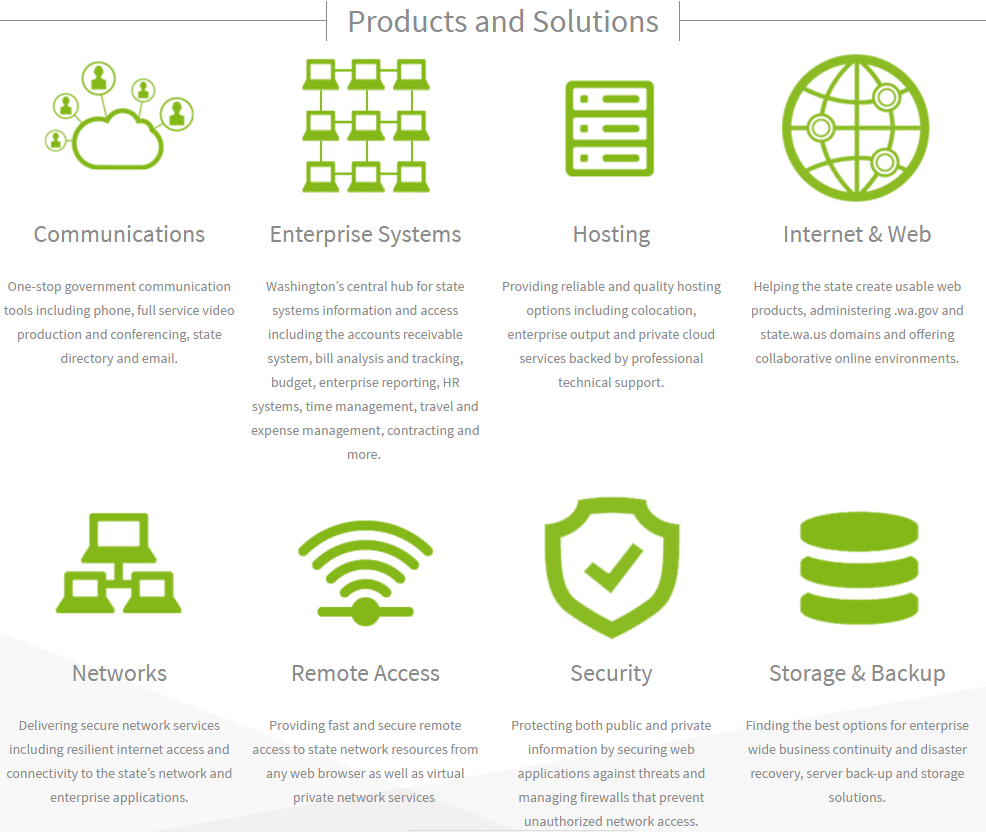 Products and Solutions
Communications
One-stop government communication
tools including phone, full service video
production and conferencing, state
directory and email.
Enterprise Systems
Washington’s central hub for state
systems information and access
including the accounts receivable
system, bill analysis and tracking,
budget, enterprise reporting, HR
systems, time management, travel and
expense management, contracting and
more.
Hosting
Providing reliable and quality hosting
options including colocation,
enterprise output and private cloud
services backed by professional
technical support.
Internet & Web
Helping the state create usable web
products, administering .wa.gov and
state.wa.us domains and offering
collaborative online environments.
Networks
Delivering secure network services
including resilient internet access and
connectivity to the state’s network and
enterprise applications.
Remote Access
Providing fast and secure remote
access to state network resources from
any web browser as well as virtual
private network services
Security
Protecting both public and private
information by securing web
applications against threats and
managing firewalls that prevent
unauthorized network access.
Storage & Backup
Finding the best options for enterprise
wide business continuity and disaster
recovery, server back-up and storage
solutions.